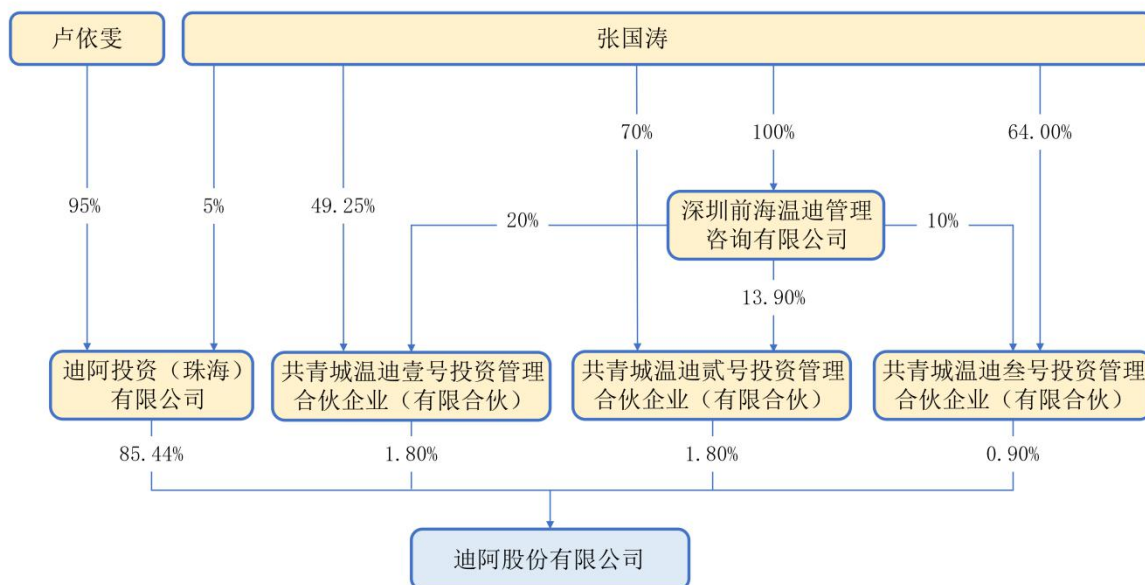 卢依雯
张国涛
70%
100%
64.00%
95%
5%
49.25%
深圳前海温迪管理
咨询有限公司
20%
10%
13.90%
迪阿投资（珠海）
有限公司
共青城温迪壹号投资管理
合伙企业（有限合伙）
共青城温迪贰号投资管理
合伙企业（有限合伙）
共青城温迪叁号投资管理
合伙企业（有限合伙）
85.44%
1.80%
1.80%
0.90%
迪阿股份有限公司